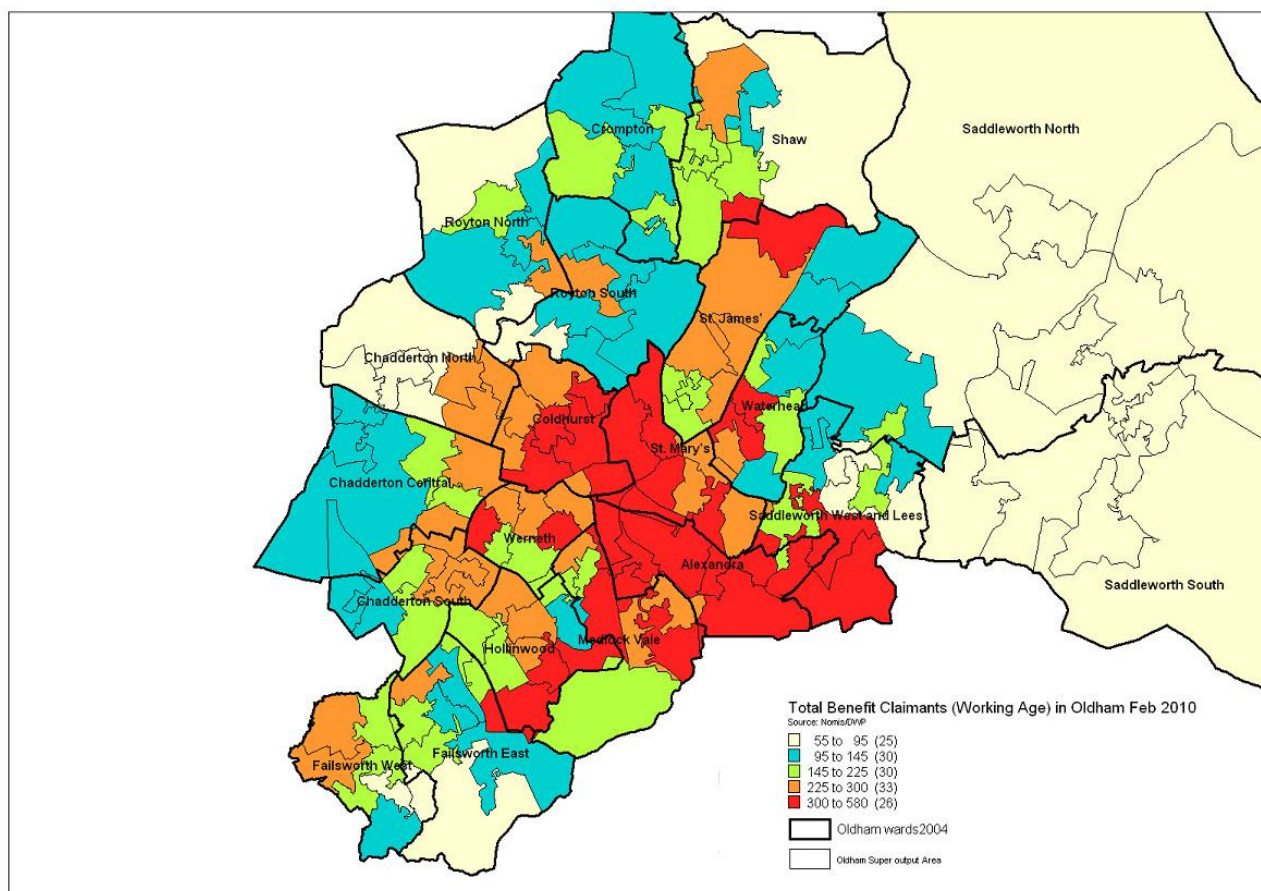 Crompton
Shaw
Saddleworth North
Royton North
Royton South
St. James'
Chadderton North
Coldhurst
Waterhead
St. Mary's
Chadderton Central
Saddleworth West and Lees
Werneth
Alexandra
Saddleworth South
Chadderton South
Hollinwood
Medlock Vale
Failsworth East
Failsworth West
Total Benefit Claimants (Working Age) in Oldham Feb 2010
Source: Nomis/DWP
55 to 95 (25)
95 to 145 (30)
145 to 225 (30)
225 to 300 (33)
300 to 580 (26)
Oldham wards2004
Oldham Super output Area